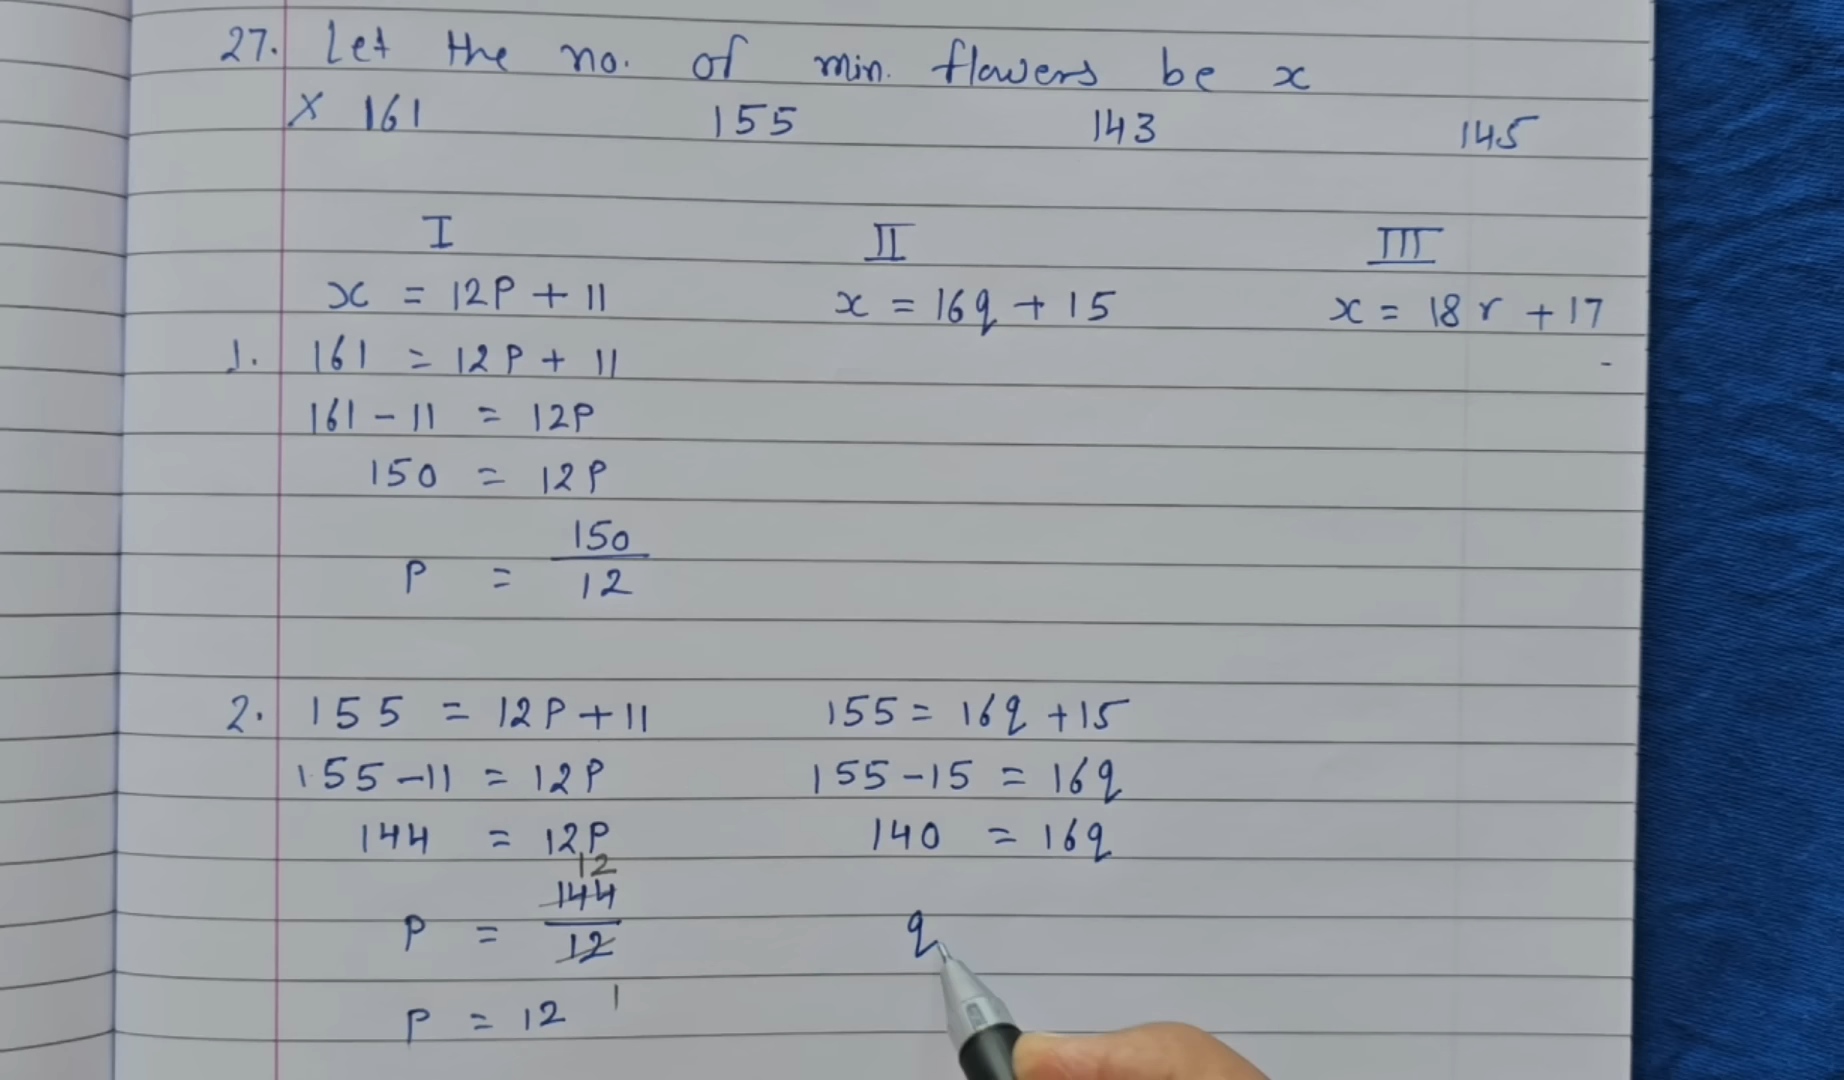 27. Let the no. of min. flowers be x
X 161 155 143 145
I II III
x = 12P + 11 x = 16q + 15 x = 18r + 17
1. 161 = 12P + 11
161 - 11 = 12P
150 = 12P
P = 150/12
2. 155 = 12P + 11 155 = 16q + 15
155 - 11 = 12P 155 - 15 = 16q
144 = 12P 140 = 16q
12
P = 144/12 q
1
P = 12